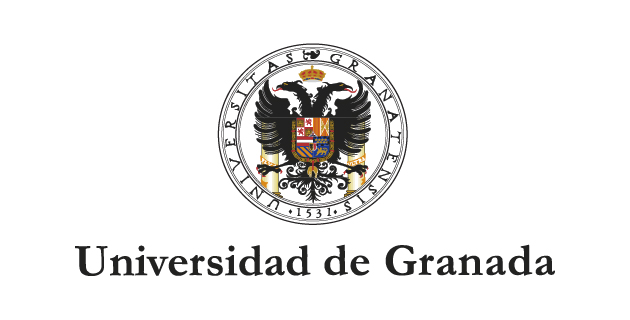 UNIVERSITAS GRANATENSIS
·1531·
Universidad de Granada